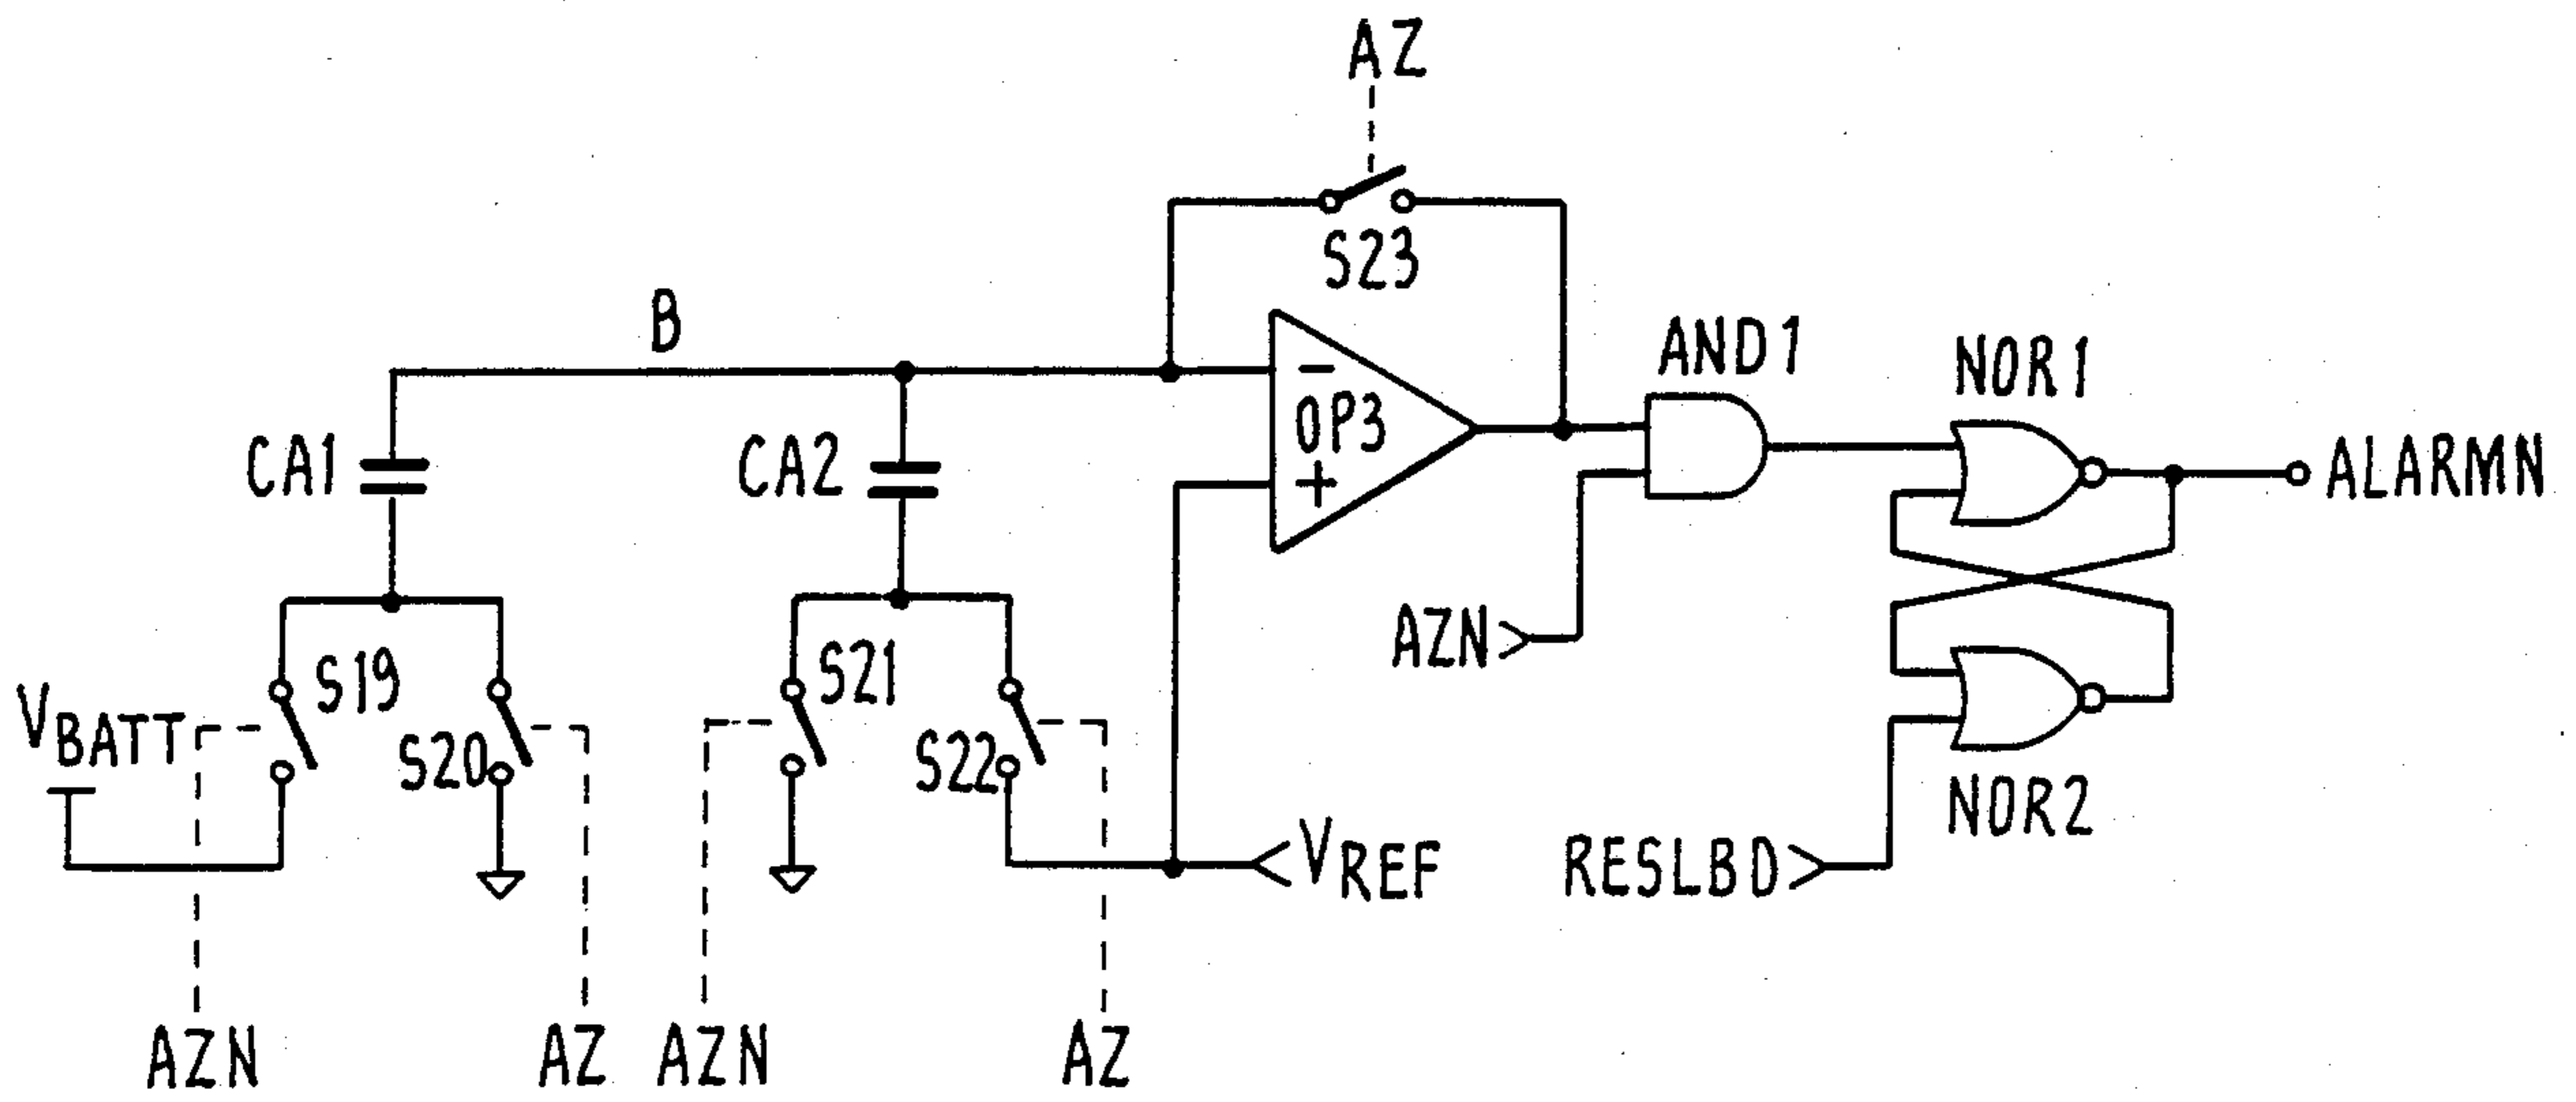 AZ
S23
B
AND1
NOR1
−
OP3
+
CA1
CA2
ALARMN
AZN
S19
S21
VBATT
S20
S22
NOR2
VREF
RESLBD
AZN
AZ
AZN
AZ